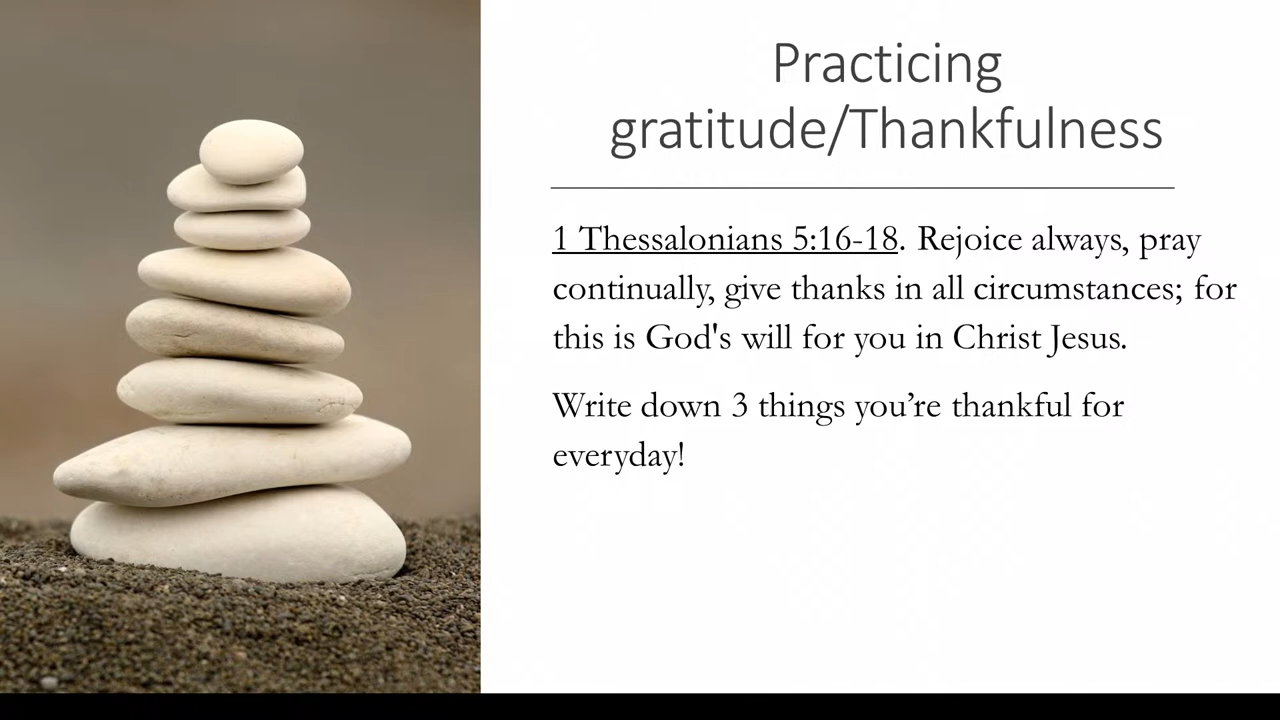 Practicing
gratitude/Thankfulness
1 Thessalonians 5:16-18. Rejoice always, pray
continually, give thanks in all circumstances; for
this is God's will for you in Christ Jesus.
Write down 3 things you’re thankful for
everyday!